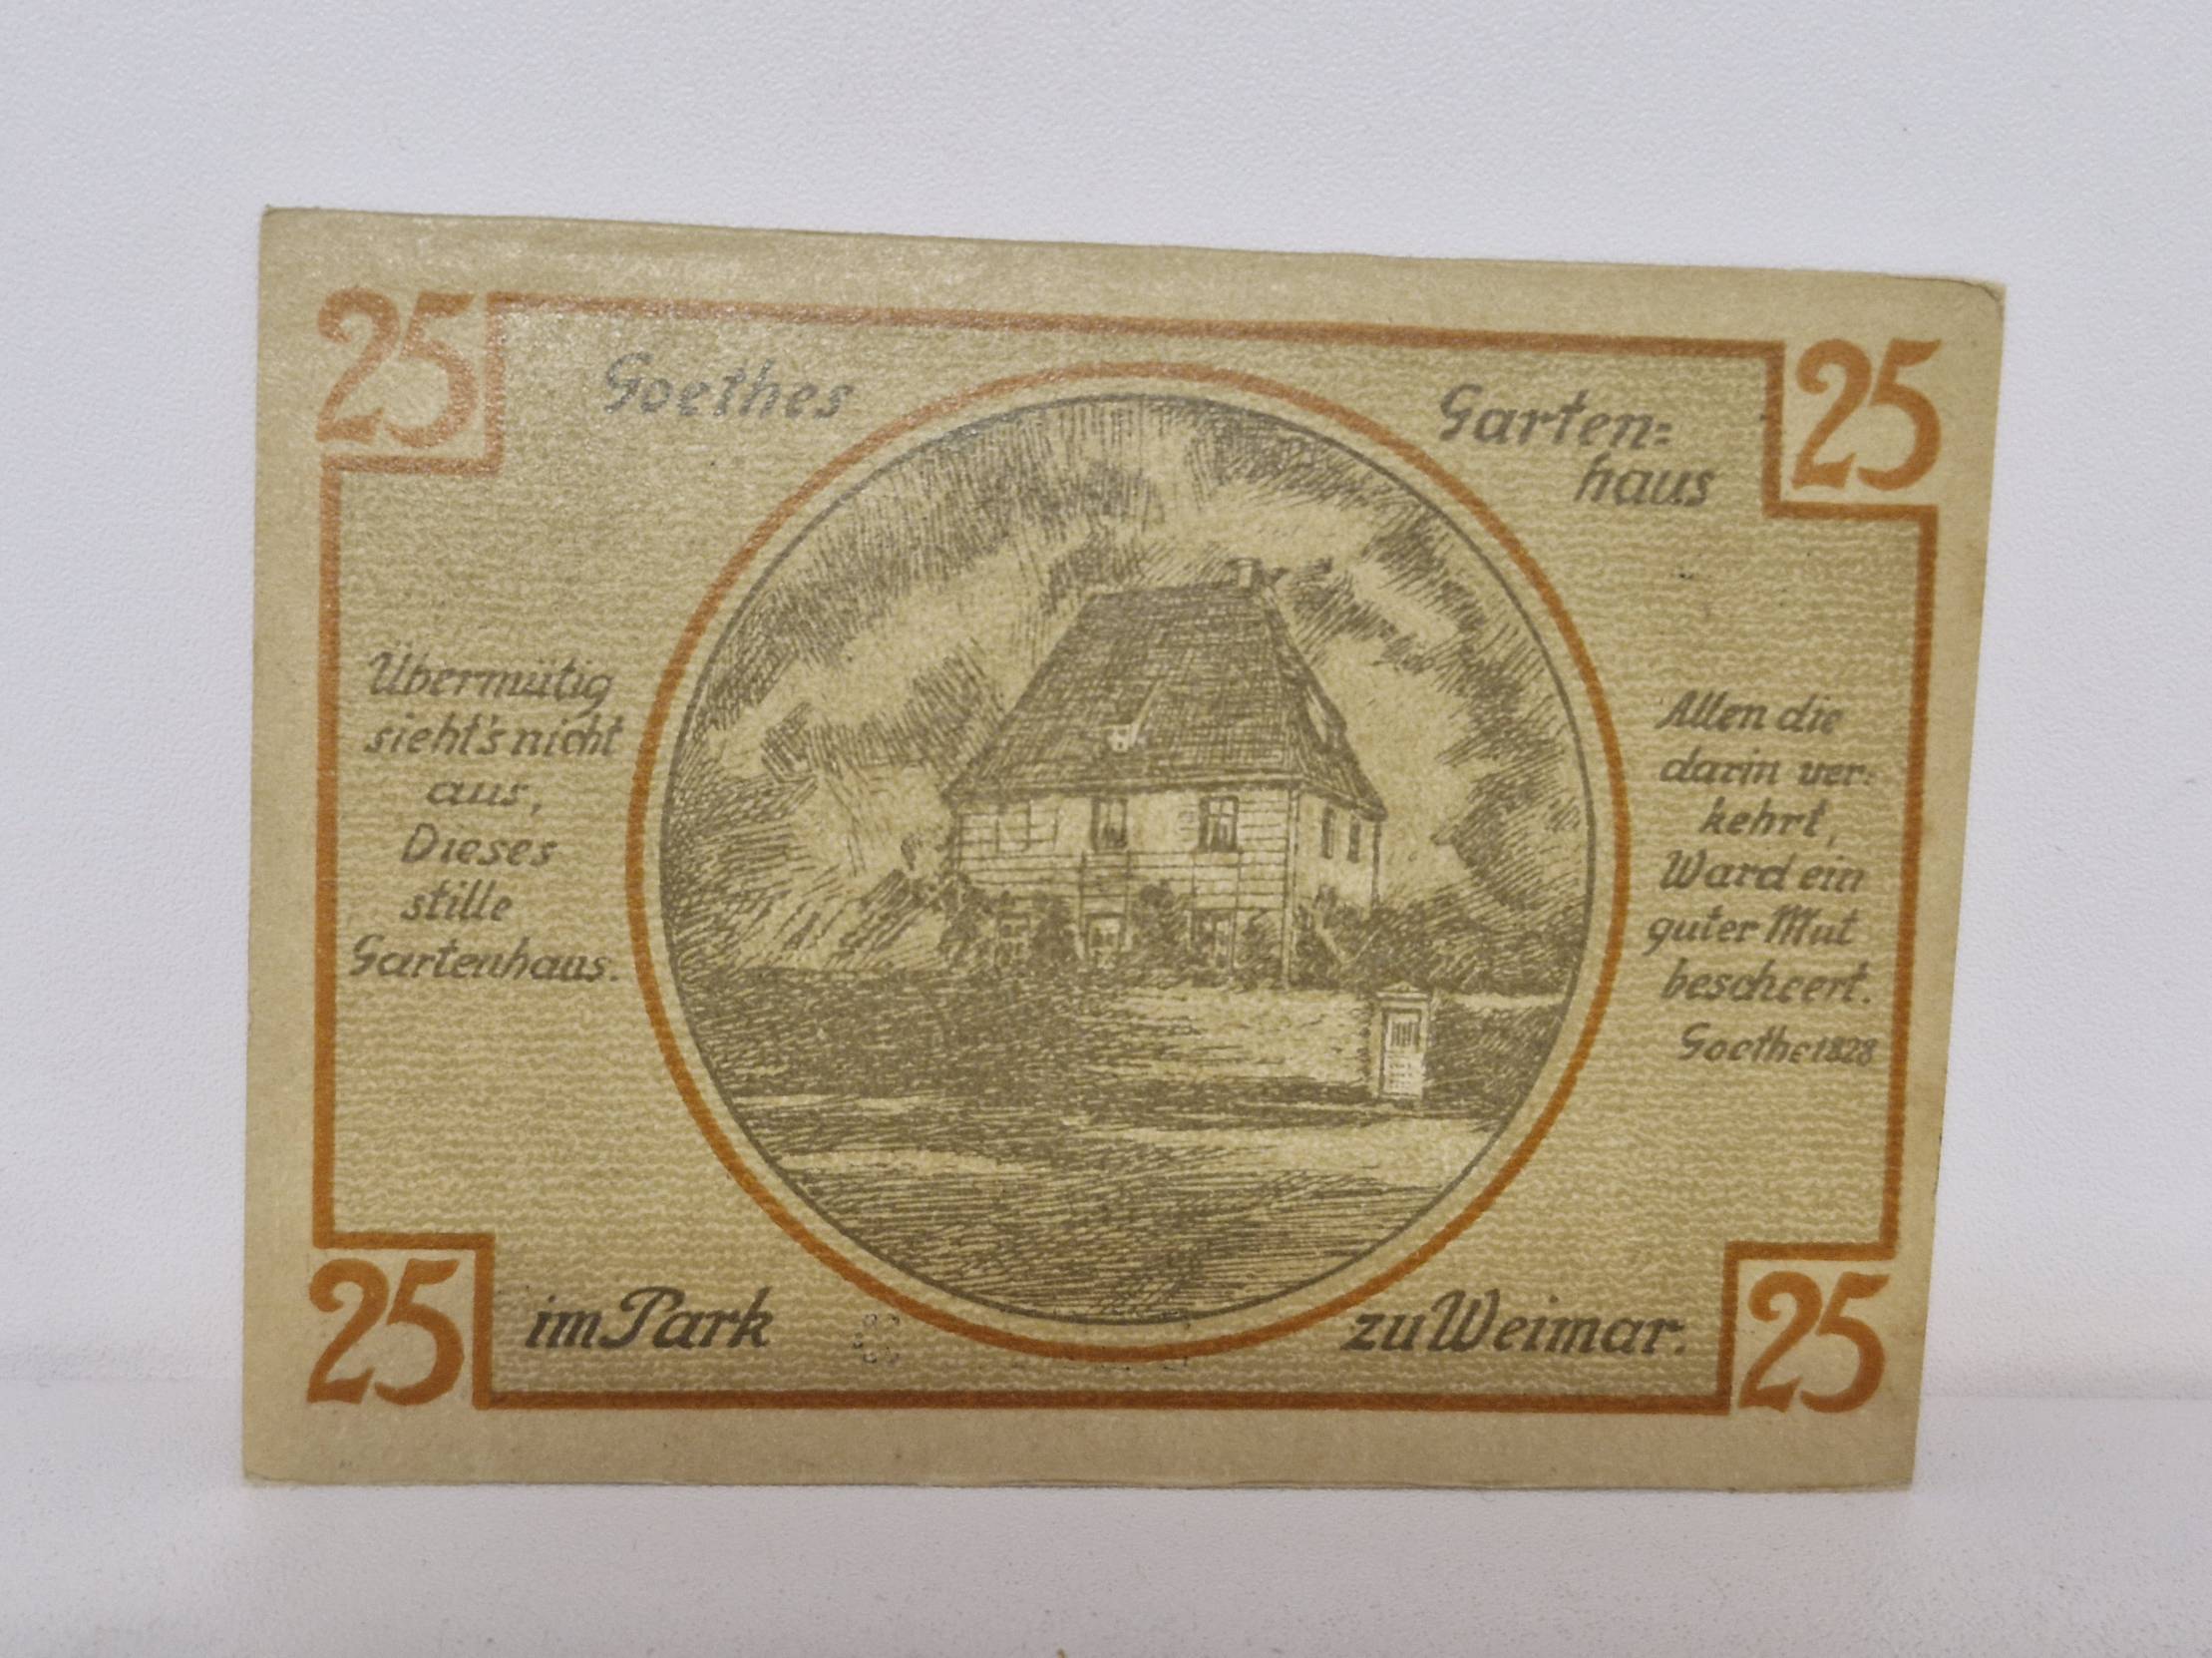 25
25
Goethes
Garten=
haus
Übermütig
sieht's nicht
aus,
Dieses
stille
Gartenhaus.
Allen die
darin ver=
kehrt,
Ward ein
guter Mut
bescheert.
Goethe 1828
25
im Park
zu Weimar.
25